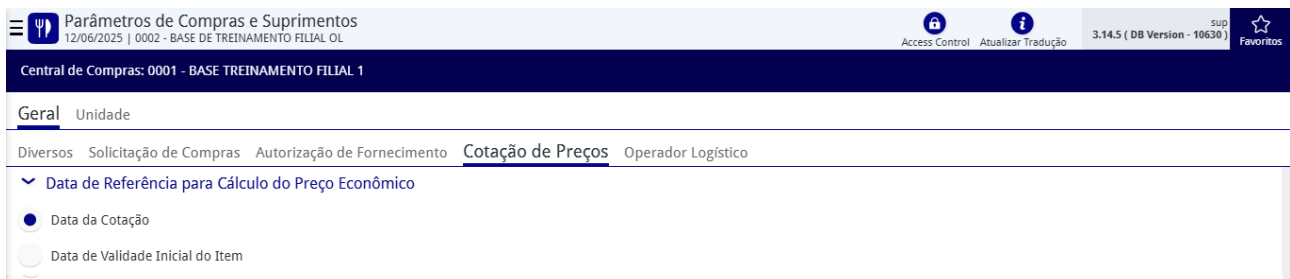 Parâmetros de Compras e Suprimentos
12/06/2025 | 0002 - BASE DE TREINAMENTO FILIAL OL
Access Control
Atualizar Tradução
sup
3.14.5 ( DB Version - 10630 )
Favoritos
Central de Compras: 0001 - BASE TREINAMENTO FILIAL 1
Geral Unidade
Diversos Solicitação de Compras Autorização de Fornecimento Cotação de Preços Operador Logístico
Data de Referência para Cálculo do Preço Econômico
Data da Cotação
Data de Validade Inicial do Item